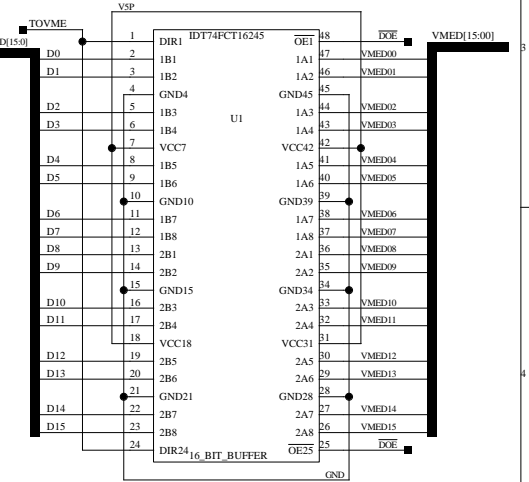 V5P
TOVME
D[15:0]
IDT74FCT16245
DOE
VMED[15:00]
1 DIR1 OE1 48
D0 2 1B1 1A1 47 VMED00
D1 3 1B2 1A2 46 VMED01
4 GND4 GND45 45
U1
D2 5 1B3 1A3 44 VMED02
D3 6 1B4 1A4 43 VMED03
7 VCC7 VCC42 42
D4 8 1B5 1A5 41 VMED04
D5 9 1B6 1A6 40 VMED05
10 GND10 GND39 39
D6 11 1B7 1A7 38 VMED06
D7 12 1B8 1A8 37 VMED07
D8 13 2B1 2A1 36 VMED08
D9 14 2B2 2A2 35 VMED09
15 GND15 GND34 34
D10 16 2B3 2A3 33 VMED10
D11 17 2B4 2A4 32 VMED11
18 VCC18 VCC31 31
D12 19 2B5 2A5 30 VMED12
D13 20 2B6 2A6 29 VMED13
21 GND21 GND28 28
D14 22 2B7 2A7 27 VMED14
D15 23 2B8 2A8 26 VMED15
24 DIR24 OE25 25 DOE
16_BIT_BUFFER
GND
3
4